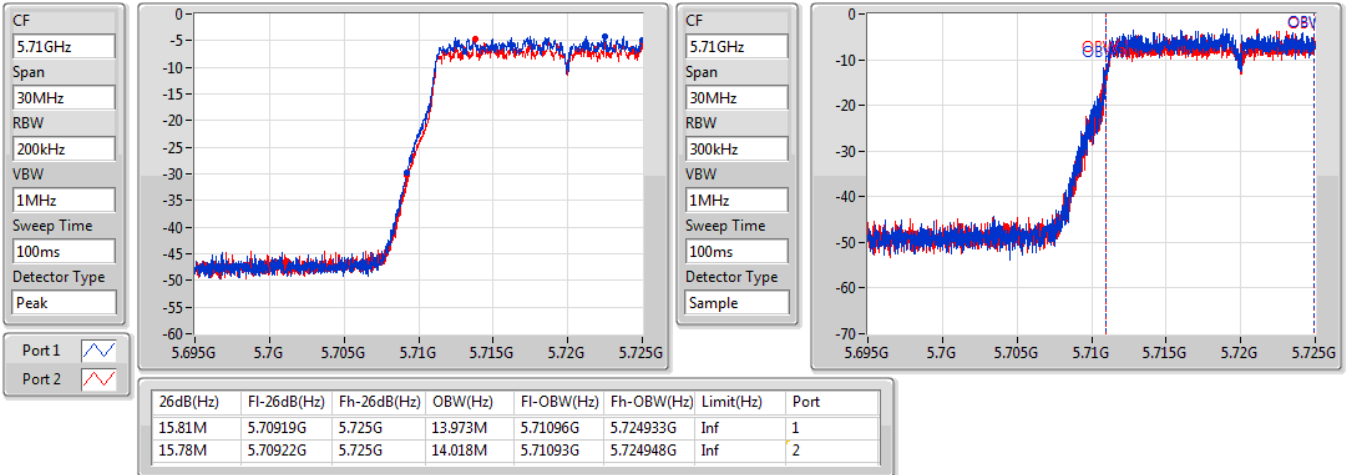 CF
5.71GHz
Span
30MHz
RBW
200kHz
VBW
1MHz
Sweep Time
100ms
Detector Type
Peak
0
-5
-10
-15
-20
-25
-30
-35
-40
-45
-50
-55
-60
5.695G 5.7G 5.705G 5.71G 5.715G 5.72G 5.725G
CF
5.71GHz
Span
30MHz
RBW
300kHz
VBW
1MHz
Sweep Time
100ms
Detector Type
Sample
0
-10
-20
-30
-40
-50
-60
-70
OBW
OBW
5.695G 5.7G 5.705G 5.71G 5.715G 5.72G 5.725G
Port 1
Port 2
26dB(Hz) Fl-26dB(Hz) Fh-26dB(Hz) OBW(Hz) Fl-OBW(Hz) Fh-OBW(Hz) Limit(Hz) Port
15.81M 5.70919G 5.725G 13.973M 5.71096G 5.724933G Inf 1
15.78M 5.70922G 5.725G 14.018M 5.71093G 5.724948G Inf 2